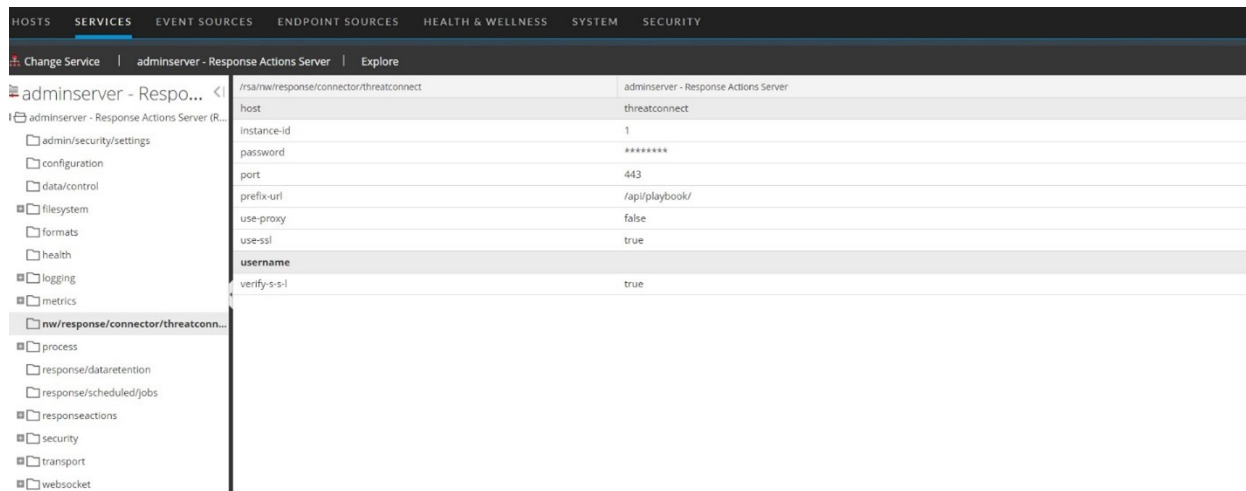 HOSTS SERVICES EVENT SOURCES ENDPOINT SOURCES HEALTH & WELLNESS SYSTEM SECURITY
Change Service | adminserver - Response Actions Server | Explore
adminserver - Respo...
adminserver - Response Actions Server (R...
admin/security/settings
configuration
data/control
filesystem
formats
health
logging
metrics
nw/response/connector/threatconn...
process
response/dataretention
response/scheduled/jobs
responseactions
security
transport
websocket
/rsa/nw/response/connector/threatconnect adminserver - Response Actions Server
host threatconnect
instance-id 1
password ********
port 443
prefix-url /api/playbook/
use-proxy false
use-ssl true
username
verify-s-s-l true